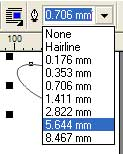 0.706 mm
100
None
Hairline
0.176 mm
0.353 mm
0.706 mm
1.411 mm
2.822 mm
5.644 mm
8.467 mm